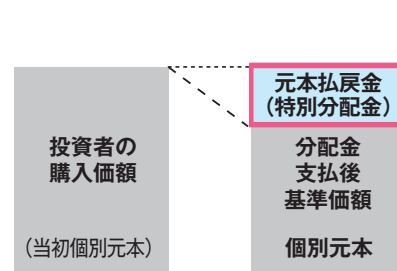 投資者の
購入価額
（当初個別元本）
元本払戻金
（特別分配金）
分配金
支払後
基準価額
個別元本